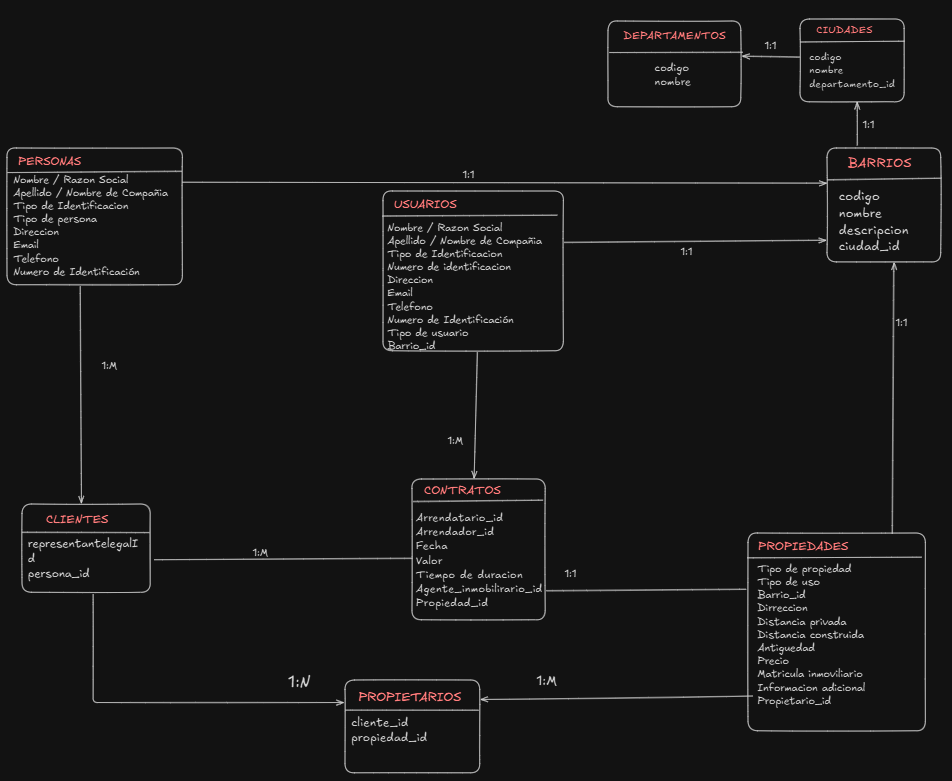 DEPARTAMENTOS
codigo
nombre
1:1
CIUDADES
codigo
nombre
departamento_id
1:1
PERSONAS
Nombre / Razon Social
Apellido / Nombre de Compañia
Tipo de Identificacion
Tipo de persona
Direccion
Email
Telefono
Numero de Identificación
1:1
BARRIOS
codigo
nombre
descripcion
ciudad_id
USUARIOS
Nombre / Razon Social
Apellido / Nombre de Compañia
Tipo de Identificacion
Numero de identificacion
Direccion
Email
Telefono
Numero de Identificación
Tipo de usuario
Barrio_id
1:1
1:1
1:M
1:M
CLIENTES
representantelegalI
d
persona_id
1:M
CONTRATOS
Arrendatario_id
Arrendador_id
Fecha
Valor
Tiempo de duracion
Agente_inmobilirario_id
Propiedad_id
1:1
PROPIEDADES
Tipo de propiedad
Tipo de uso
Barrio_id
Dirreccion
Distancia privada
Distancia construida
Antiguedad
Precio
Matricula inmoviliario
Informacion adicional
Propietario_id
1:N
PROPIETARIOS
cliente_id
propiedad_id
1:M